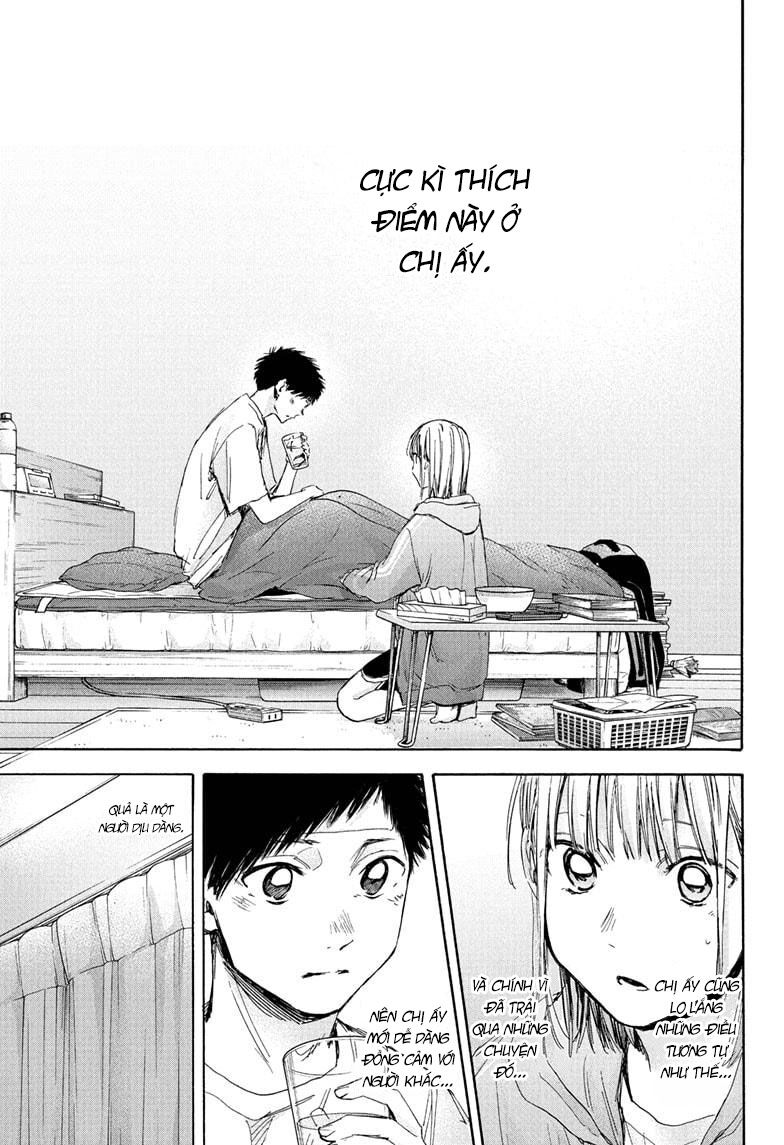 CỰC KÌ THÍCH
ĐIỂM NÀY Ở
CHỊ ẤY.
CHỊ ẤY CŨNG
LO LẮNG
NHỮNG ĐIỀU
TƯƠNG TỰ
NHƯ THẾ...
VÀ CHÍNH VÌ
ĐÃ TRẢI
QUA NHỮNG
CHUYỆN
ĐÓ...
NÊN CHỊ ẤY
MỚI DỄ DÀNG
ĐỒNG CẢM VỚI
NGƯỜI KHÁC...
QUẢ LÀ MỘT
NGƯỜI DỊU DÀNG.